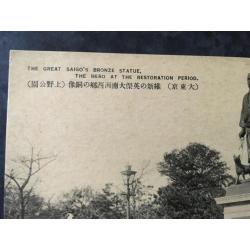 THE GREAT SAIGO'S BRONZE STATUE,
THE HERO AT THE RESTORATION PERIOD.
(園公野上) 像銅の郷西洲南大傑英の新維 (京東大)